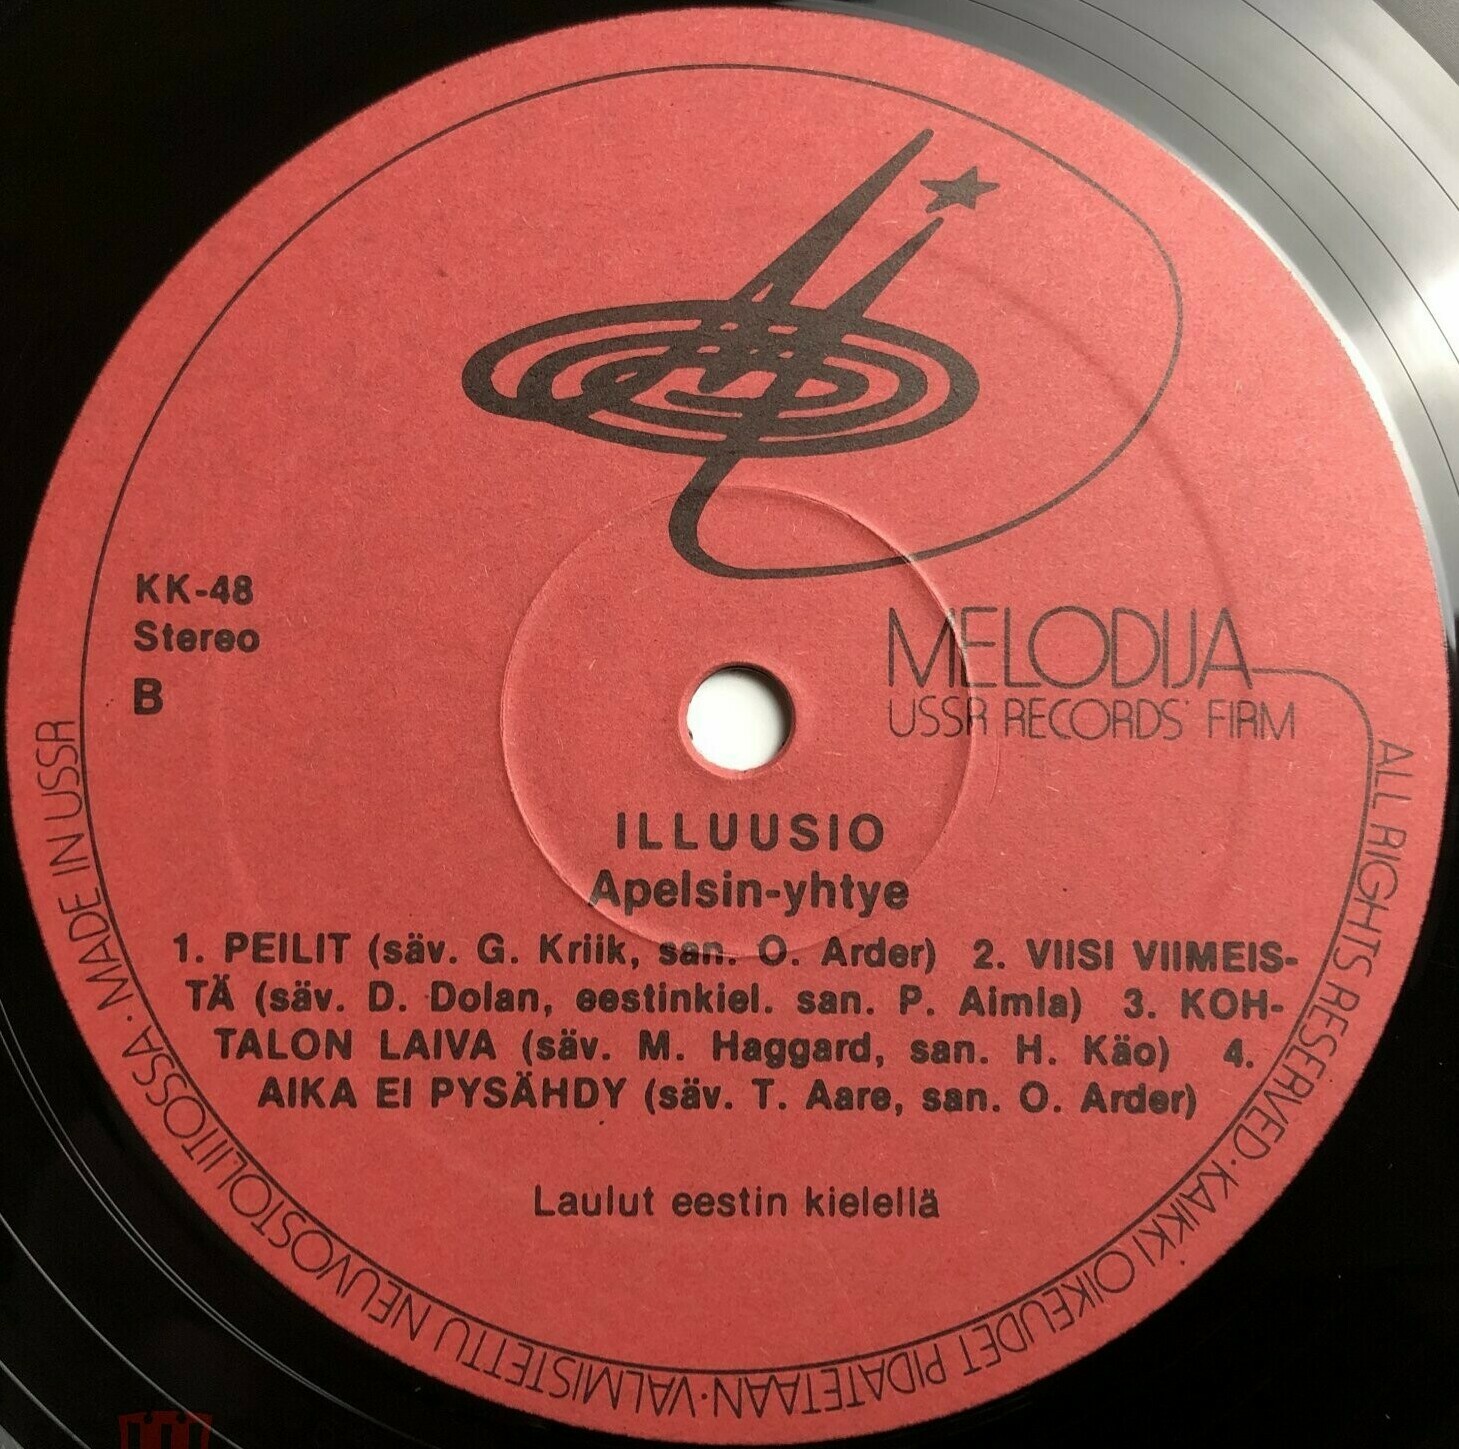 KK-48
Stereo
B
MELODIJA
USSR RECORDS' FIRM
ILLUUSIO
Apelsin-yhtye
1. PEILIT (säv. G. Kriik, san. O. Arder) 2. VIISI VIIMEIS-
TÄ (säv. D. Dolan, eestinkiel. san. P. Aimla) 3. KOH-
TALON LAIVA (säv. M. Haggard, san. H. Käo) 4.
AIKA EI PYSÄHDY (säv. T. Aare, san. O. Arder)
Laulut eestin kielellä
ALL RIGHTS RESERVED·KAIKKI OIKEUDET PIDATETAAN·VALMISTETTU NEUVOSTOLIITOSSA·MADE IN USSR